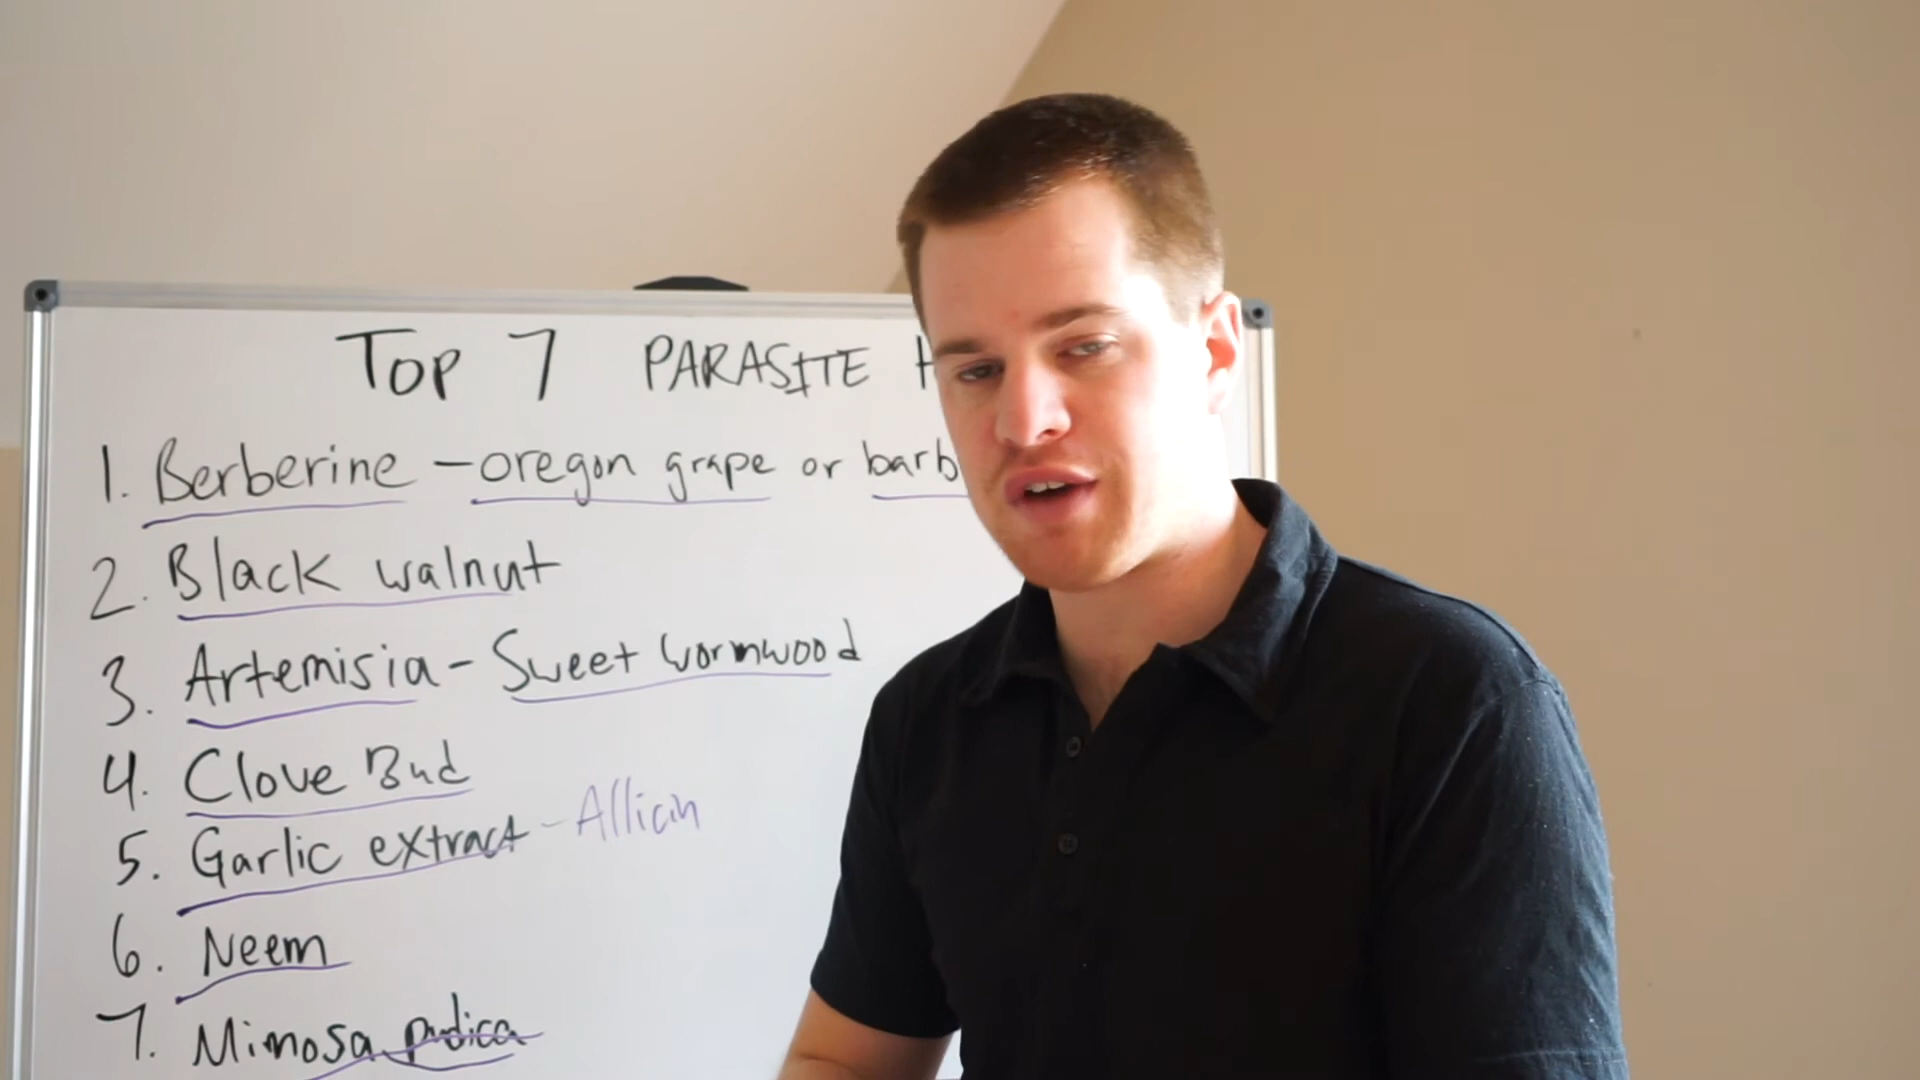 Top 7 PARASITE H
1. Berberine - oregon grape or barb
2. Black walnut
3. Artemisia - Sweet wormwood
4. Clove Bud
5. Garlic extract - Allicin
6. Neem
7. Mimosa pudica